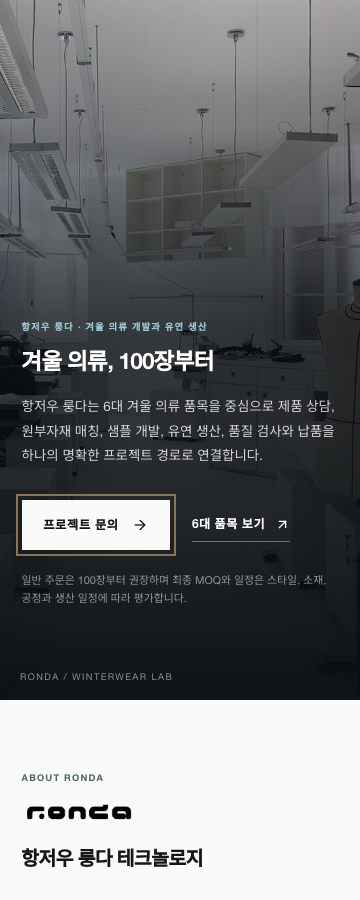 항저우 룽다 · 겨울 의류 개발과 유연 생산
겨울 의류, 100장부터
항저우 룽다는 6대 겨울 의류 품목을 중심으로 제품 상담,
원부자재 매칭, 샘플 개발, 유연 생산, 품질 검사와 납품을
하나의 명확한 프로젝트 경로로 연결합니다.
프로젝트 문의 →
6대 품목 보기 ↗
일반 주문은 100장부터 권장하며 최종 MOQ와 일정은 스타일, 소재,
공정과 생산 일정에 따라 평가합니다.
RONDA / WINTERWEAR LAB
ABOUT RONDA
ronda
항저우 룽다 테크놀로지